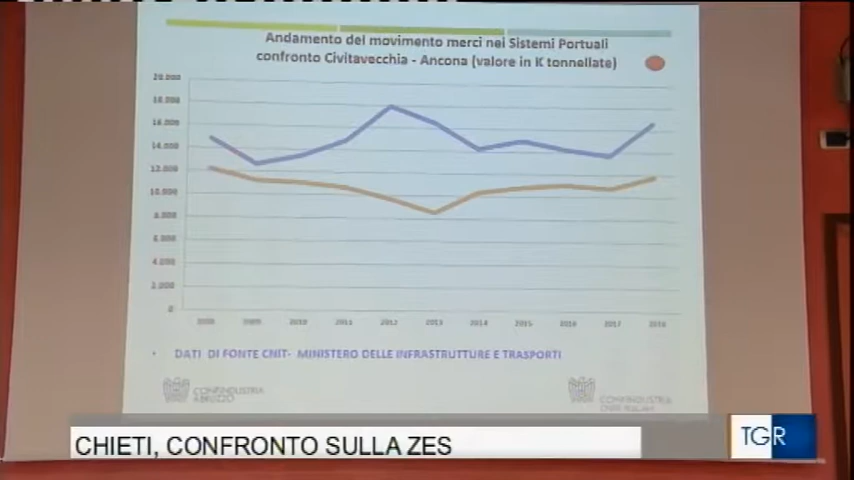 Andamento del movimento merci nei Sistemi Portuali
confronto Civitavecchia - Ancona (valore in K tonnellate)
20.000
18.000
16.000
14.000
12.000
10.000
8.000
6.000
4.000
2.000
0
2008 2009 2010 2011 2012 2013 2014 2015 2016 2017 2018
• DATI DI FONTE CNIT- MINISTERO DELLE INFRASTRUTTURE E TRASPORTI
CONFINDUSTRIA
ABRUZZO
CONFINDUSTRIA
CHIETI, CONFRONTO SULLA ZES
TGR